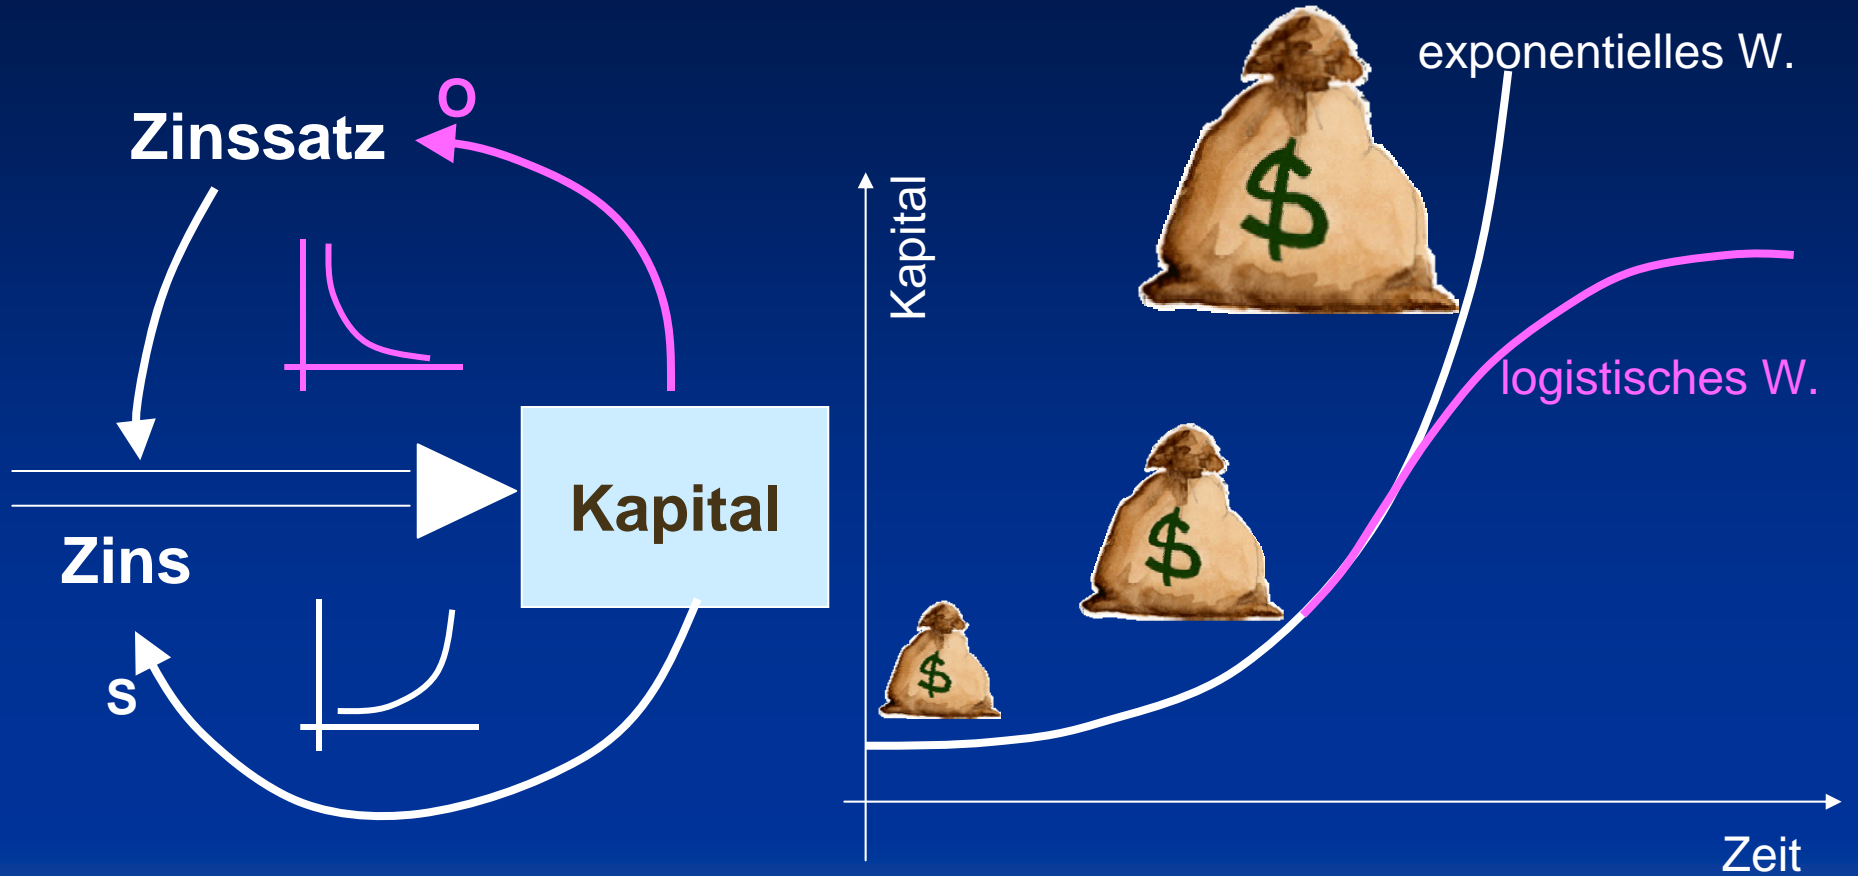 Zinssatz
O
Kapital
Zins
S
exponentielles W.
Kapital
$
logistisches W.
$
$
Zeit